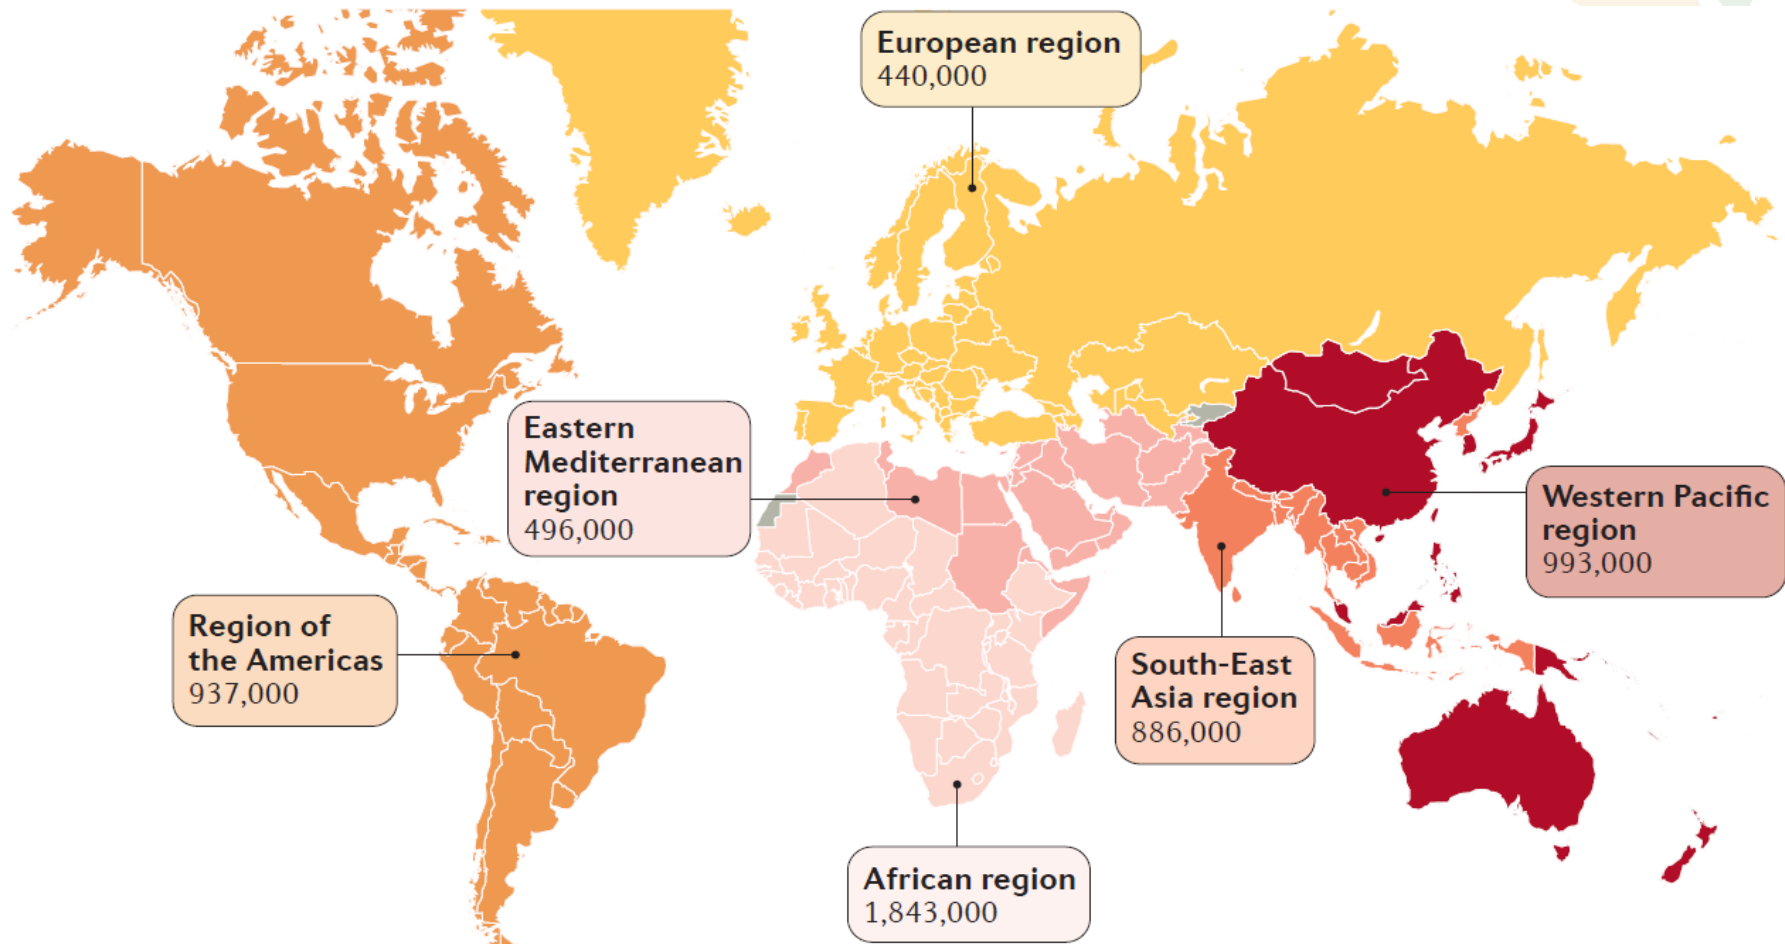 European region
440,000
Eastern
Mediterranean
region
496,000
Western Pacific
region
993,000
Region of
the Americas
937,000
South-East
Asia region
886,000
African region
1,843,000